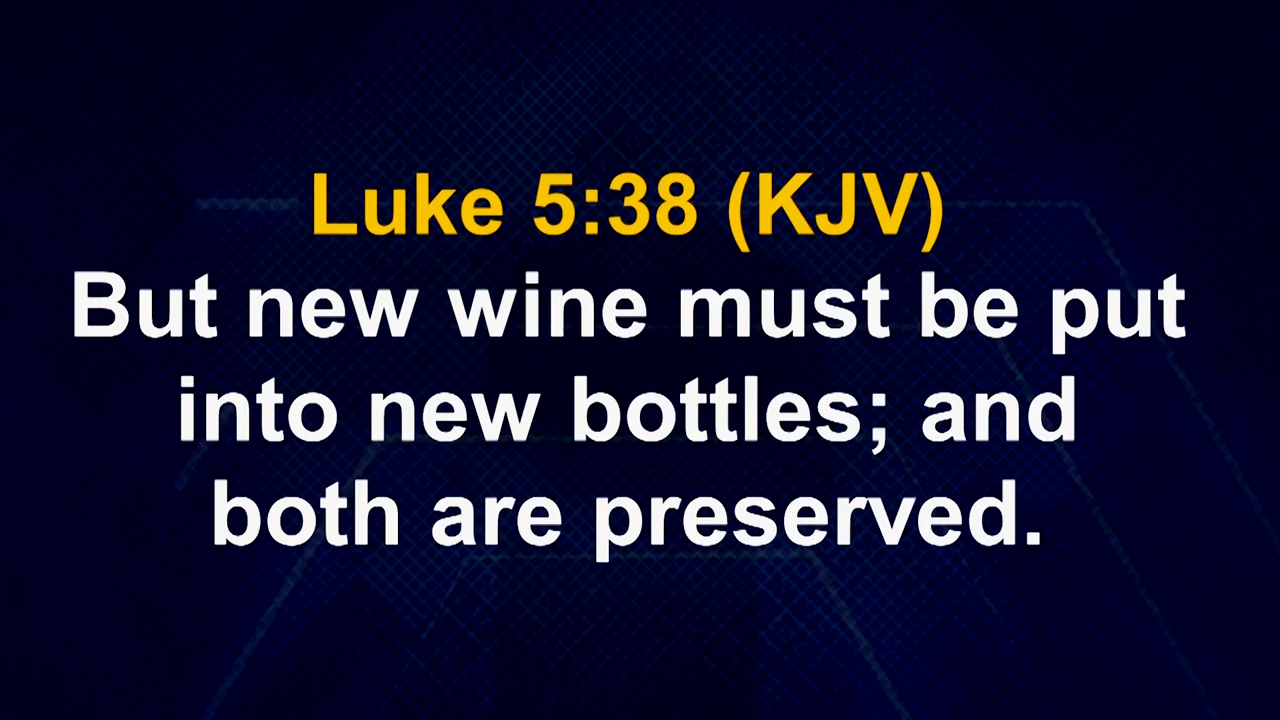 Luke 5:38 (KJV)
But new wine must be put
into new bottles; and
both are preserved.